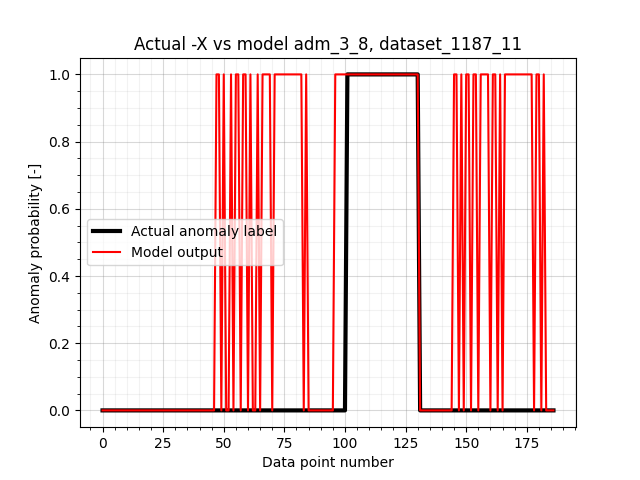 Actual -X vs model adm_3_8, dataset_1187_11
Anomaly probability [-]
1.0
0.8
0.6
0.4
0.2
0.0
Actual anomaly label
Model output
0 25 50 75 100 125 150 175
Data point number